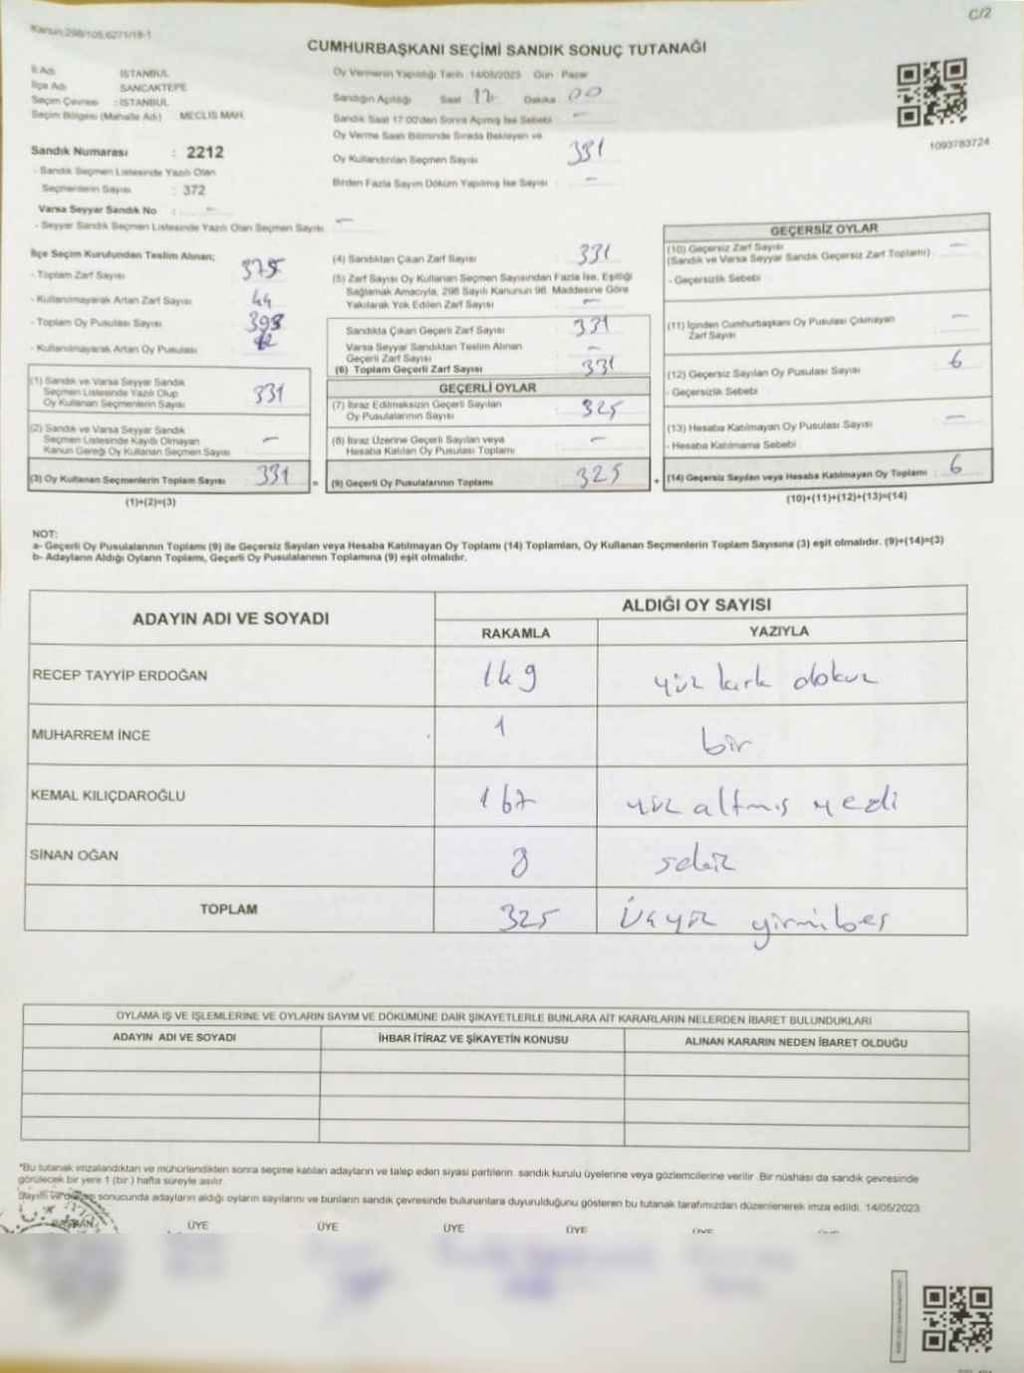 C/2
Kanun:298/105,6271/18-1
CUMHURBAŞKANI SEÇİMİ SANDIK SONUÇ TUTANAĞI
İli Adı : İSTANBUL
İlçe Adı : SANCAKTEPE
Seçim Çevresi : İSTANBUL
Seçim Bölgesi (Mahalle Adı) : MECLİS MAH.
Sandık Numarası : 2212
- Sandık Seçmen Listesinde Yazılı Olan
Seçmenlerin Sayısı : 372
Varsa Seyyar Sandık No : -
- Seyyar Sandık Seçmen Listesinde Yazılı Olan Seçmen Sayısı -
Oy Vermenin Yapıldığı Tarih 14/05/2023 Gün : Pazar
Sandığın Açıldığı Saat 17 Dakika 00
Sandık Saat 17:00'den Sonra Açmış İse Sebebi -
Oy Verme Saati Bitiminde Sırada Bekleyen ve
Oy Kullandırılan Seçmen Sayısı 331
Birden Fazla Sayım Döküm Yapılmış İse Sayısı -
1093783724
İlçe Seçim Kurulundan Teslim Alınan;
- Toplam Zarf Sayısı 375
- Kullanılmayarak Artan Zarf Sayısı 44
- Toplam Oy Pusulası Sayısı 398
- Kullanılmayarak Artan Oy Pusulası
(1) Sandık ve Varsa Seyyar Sandık
Seçmen Listesinde Yazılı Olup
Oy Kullanan Seçmenlerin Sayısı 331
(2) Sandık ve Varsa Seyyar Sandık
Seçmen Listesinde Kayıtlı Olmayan
Kanun Gereği Oy Kullanan Seçmen Sayısı -
(3) Oy Kullanan Seçmenlerin Toplam Sayısı 331
(1)+(2)=(3)
(4) Sandıktan Çıkan Zarf Sayısı 331
(5) Zarf Sayısı Oy Kullanan Seçmen Sayısından Fazla İse, Eşitliği
Sağlamak Amacıyla, 298 Sayılı Kanunun 98. Maddesine Göre
Yakılarak Yok Edilen Zarf Sayısı -
Sandıkta Çıkan Geçerli Zarf Sayısı 331
Varsa Seyyar Sandıktan Teslim Alınan
Geçerli Zarf Sayısı -
(6) Toplam Geçerli Zarf Sayısı 331
GEÇERLİ OYLAR
(7) İtiraz Edilmeksizin Geçerli Sayılan
Oy Pusulalarının Sayısı 325
(8) İtiraz Üzerine Geçerli Sayılan veya
Hesaba Katılan Oy Pusulası Toplamı -
= (9) Geçerli Oy Pusulalarının Toplamı 325
GEÇERSİZ OYLAR
(10) Geçersiz Zarf Sayısı
(Sandık ve Varsa Seyyar Sandık Geçersiz Zarf Toplamı) -
- Geçersizlik Sebebi
(11) İçinden Cumhurbaşkanı Oy Pusulası Çıkmayan
Zarf Sayısı -
(12) Geçersiz Sayılan Oy Pusulası Sayısı 6
- Geçersizlik Sebebi
(13) Hesaba Katılmayan Oy Pusulası Sayısı -
- Hesaba Katılmama Sebebi
+ (14) Geçersiz Sayılan veya Hesaba Katılmayan Oy Toplamı : 6
(10)+(11)+(12)+(13)=(14)
NOT:
a- Geçerli Oy Pusulalarının Toplamı (9) ile Geçersiz Sayılan veya Hesaba Katılmayan Oy Toplamı (14) Toplamları, Oy Kullanan Seçmenlerin Toplam Sayısına (3) eşit olmalıdır. (9)+(14)=(3)
b- Adayların Aldığı Oyların Toplamı, Geçerli Oy Pusulalarının Toplamına (9) eşit olmalıdır.
ADAYIN ADI VE SOYADI ALDIĞI OY SAYISI
RAKAMLA YAZIYLA
RECEP TAYYİP ERDOĞAN 149 yüz kırk dokuz
MUHARREM İNCE 1 bir
KEMAL KILIÇDAROĞLU 167 yüz altmış yedi
SİNAN OĞAN 8 sekiz
TOPLAM 325 Üçyüz yirmibeş
OYLAMA İŞ VE İŞLEMLERİNE VE OYLARIN SAYIM VE DÖKÜMÜNE DAİR ŞİKAYETLERLE BUNLARA AİT KARARLARIN NELERDEN İBARET BULUNDUKLARI
ADAYIN ADI VE SOYADI İHBAR İTİRAZ VE ŞİKAYETİN KONUSU ALINAN KARARIN NEDEN İBARET OLDUĞU
*Bu tutanak imzalandıktan ve mühürlendikten sonra seçime katılan adayların ve talep eden siyasi partilerin sandık kurulu üyelerine veya gözlemcilerine verilir. Bir nüshası da sandık çevresinde
görülecek bir yere 1 (bir) hafta süreyle asılır.
Sayım ve döküm sonucunda adayların aldığı oyların sayılarını ve bunların sandık çevresinde bulunanlara duyurulduğunu gösteren bu tutanak tarafımızdan düzenlenerek imza edildi. 14/05/2023
BAŞKAN ÜYE ÜYE ÜYE ÜYE ÜYE